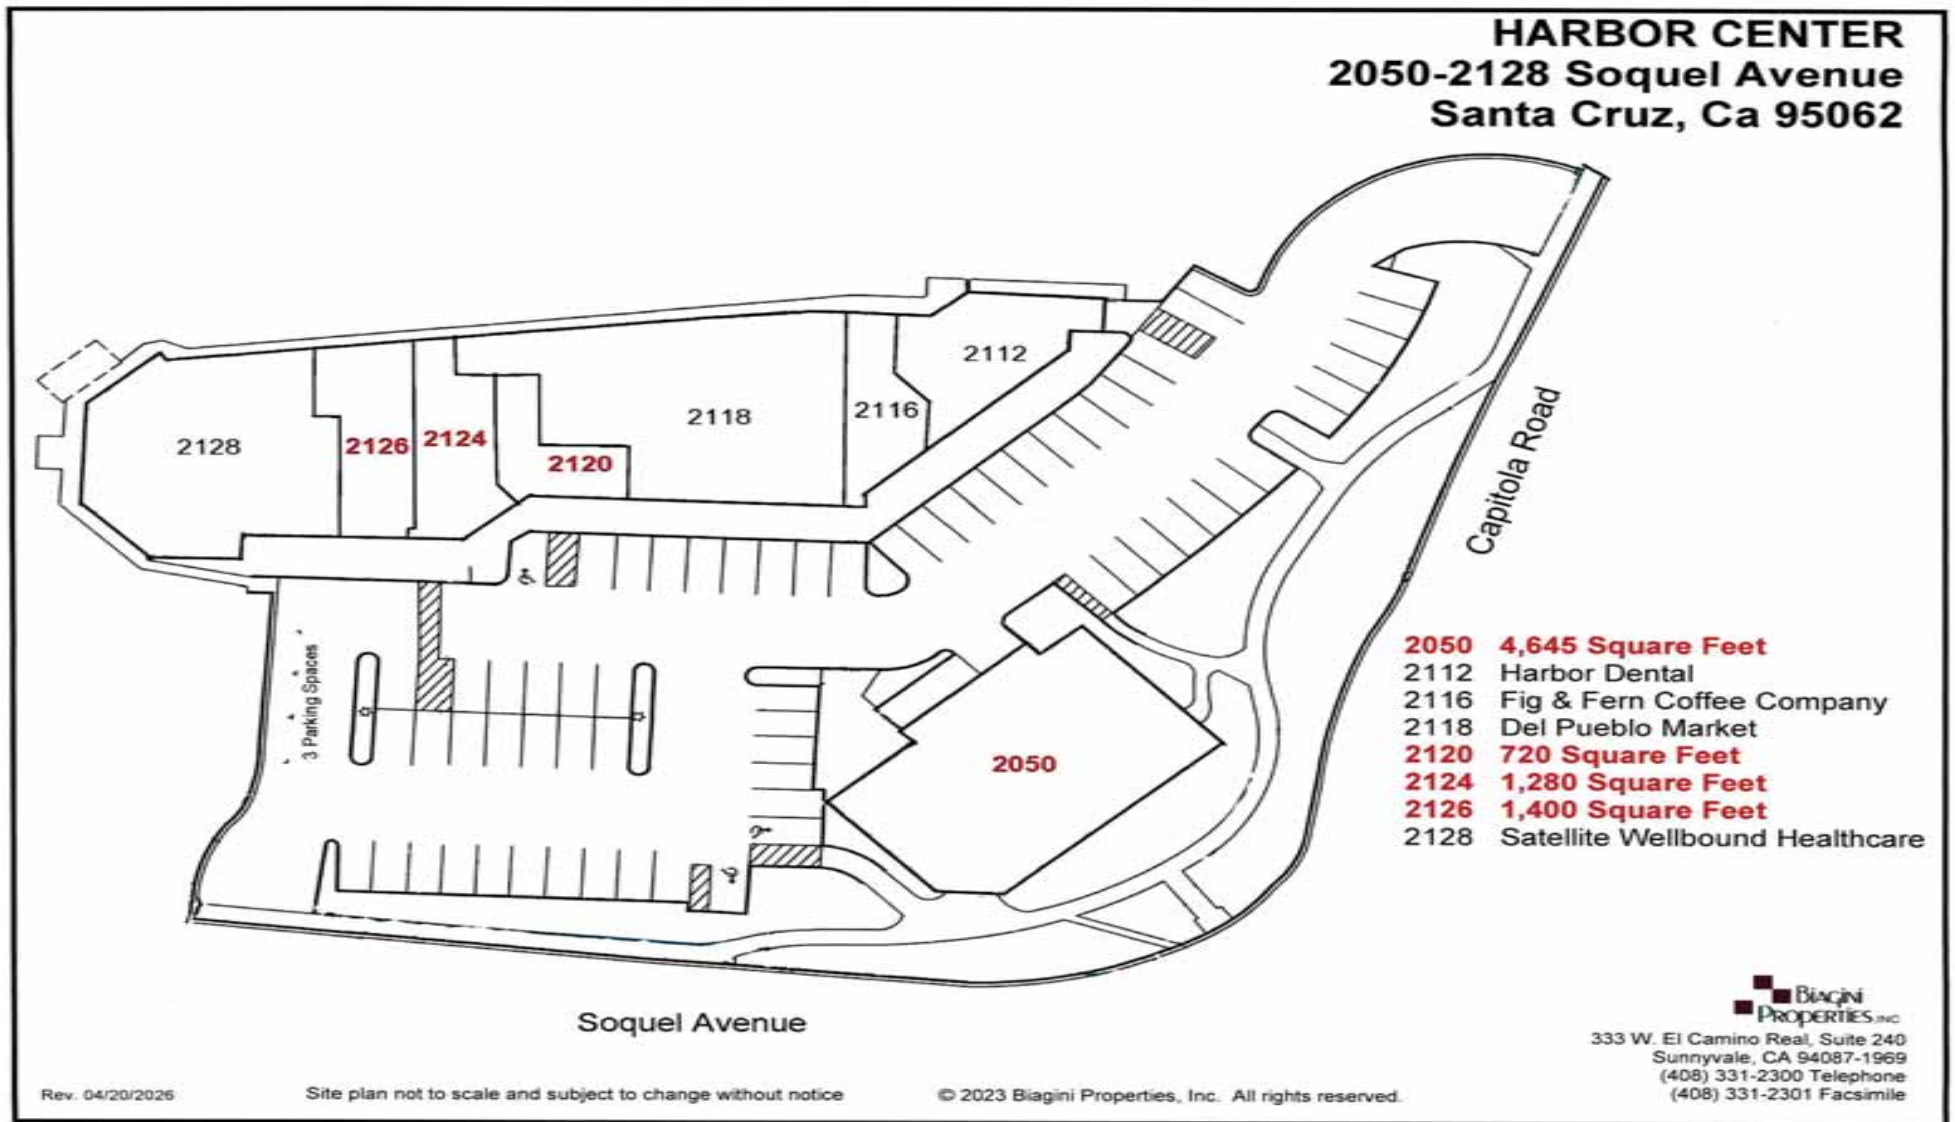 HARBOR CENTER
2050-2128 Soquel Avenue
Santa Cruz, Ca 95062
2112
2116
2118
2128
2126
2124
2120
Capitola Road
3 Parking Spaces
2050
2050 4,645 Square Feet
2112 Harbor Dental
2116 Fig & Fern Coffee Company
2118 Del Pueblo Market
2120 720 Square Feet
2124 1,280 Square Feet
2126 1,400 Square Feet
2128 Satellite Wellbound Healthcare
Soquel Avenue
BIAGINI
PROPERTIES, INC
333 W. El Camino Real, Suite 240
Sunnyvale, CA 94087-1969
(408) 331-2300 Telephone
(408) 331-2301 Facsimile
Rev. 04/20/2026
Site plan not to scale and subject to change without notice
© 2023 Biagini Properties, Inc. All rights reserved.